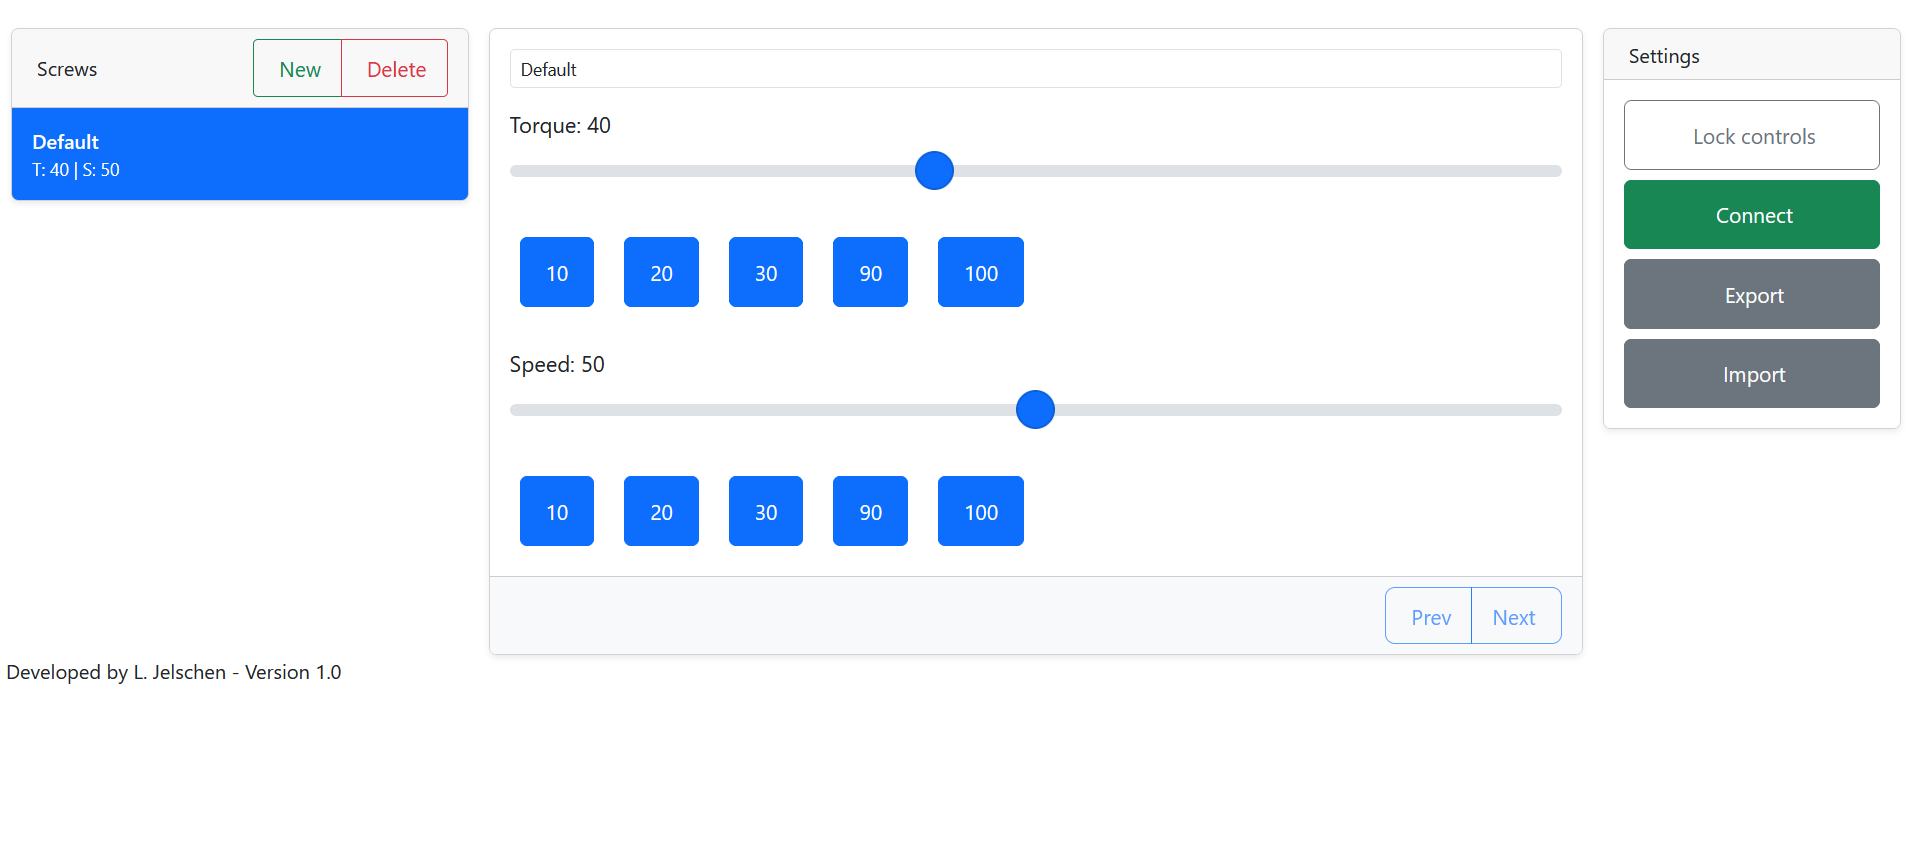 Screws
New
Delete
Default
T: 40 | S: 50
Default
Torque: 40
10
20
30
90
100
Speed: 50
10
20
30
90
100
Prev
Next
Settings
Lock controls
Connect
Export
Import
Developed by L. Jelschen - Version 1.0